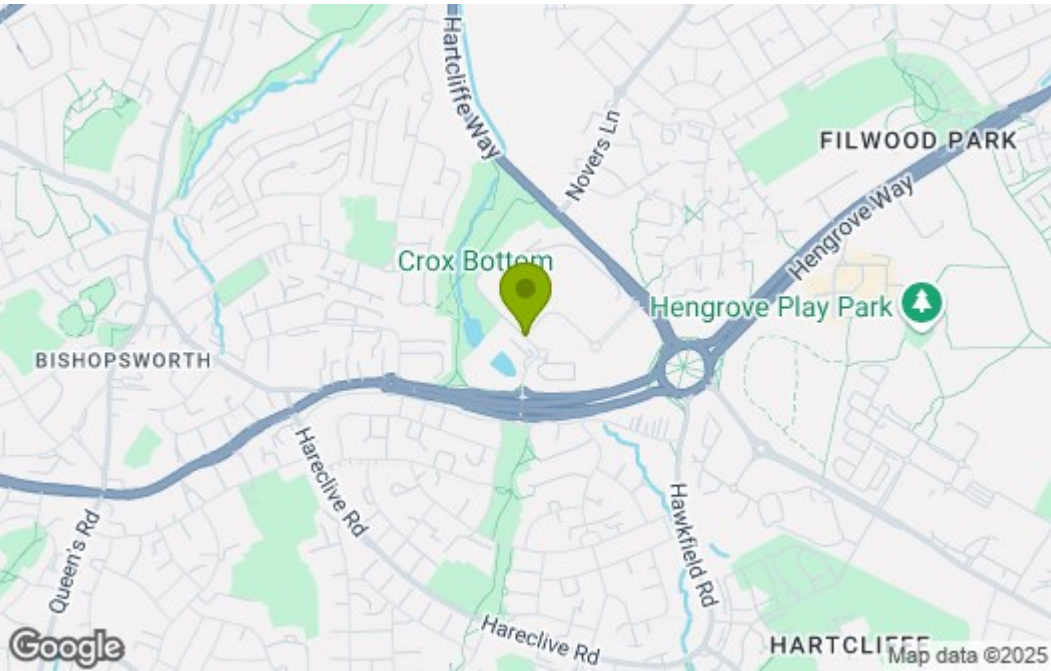 Hartcliffe Way
Novers Ln
FILWOOD PARK
Hengrove Way
Crox Bottom
Hengrove Play Park
BISHOPSWORTH
Hareclive Rd
Queen's Rd
Hawkfield Rd
Hareclive Rd
HARTCLIFFE
Google
Map data ©2025